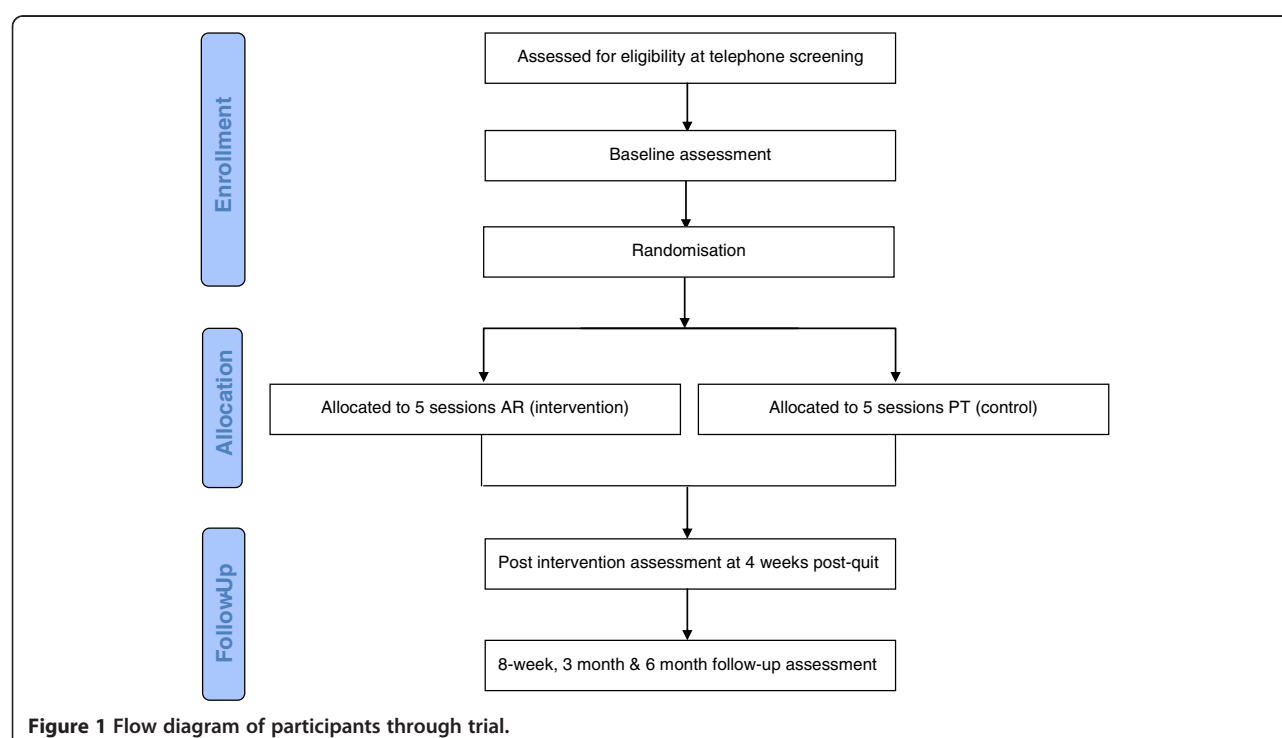 Enrollment
Assessed for eligibility at telephone screening
Baseline assessment
Randomisation
Allocation
Allocated to 5 sessions AR (intervention)
Allocated to 5 sessions PT (control)
Follow-Up
Post intervention assessment at 4 weeks post-quit
8-week, 3 month & 6 month follow-up assessment
Figure 1 Flow diagram of participants through trial.